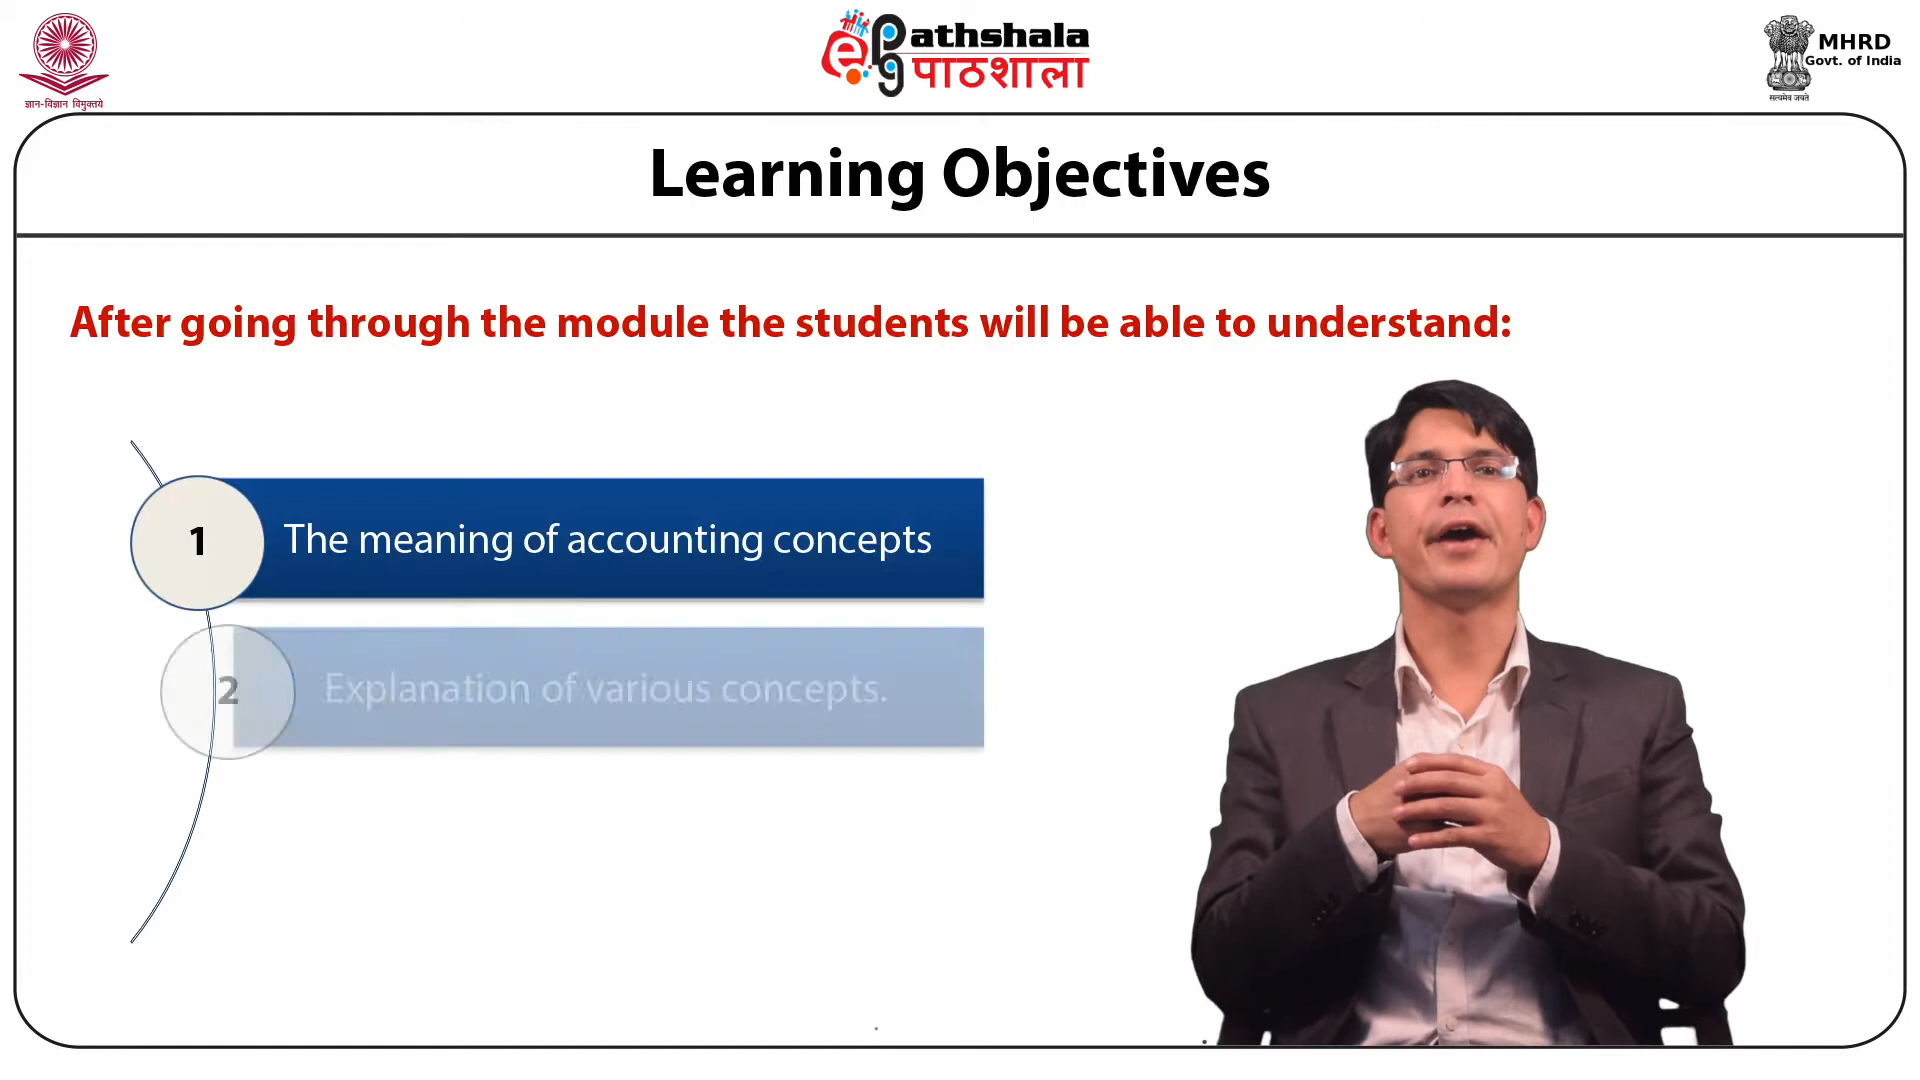 ज्ञान-विज्ञान विमुक्तये
ePathshala
पाठशाला
MHRD
Govt. of India
सत्यमेव जयते
Learning Objectives
After going through the module the students will be able to understand:
1 The meaning of accounting concepts
2 Explanation of various concepts.